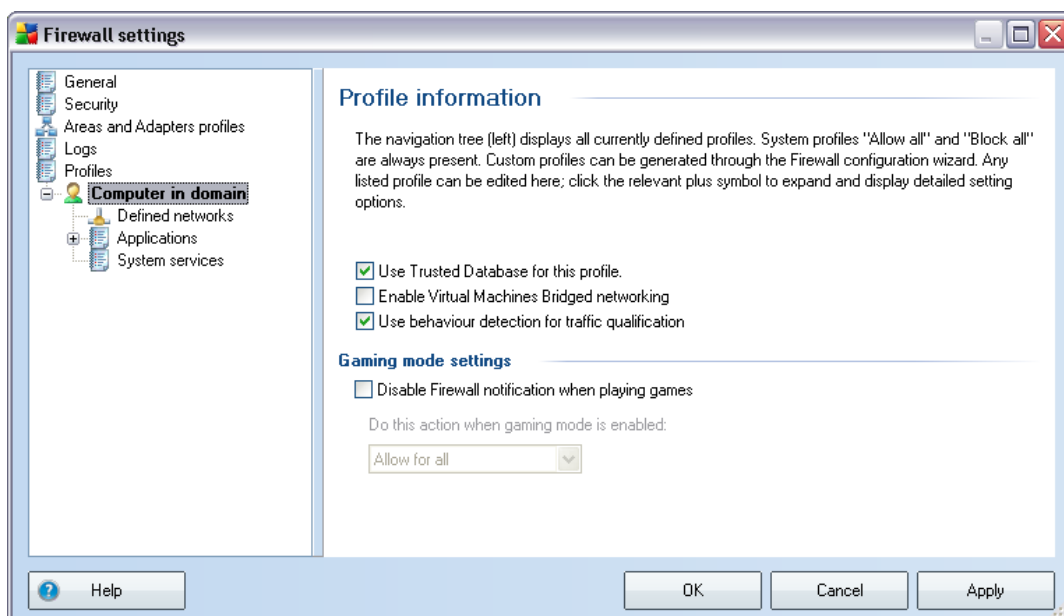 Firewall settings
General
Security
Areas and Adapters profiles
Logs
Profiles
Computer in domain
Defined networks
Applications
System services
Profile information
The navigation tree (left) displays all currently defined profiles. System profiles "Allow all" and "Block all"
are always present. Custom profiles can be generated through the Firewall configuration wizard. Any
listed profile can be edited here; click the relevant plus symbol to expand and display detailed setting
options.
Use Trusted Database for this profile.
Enable Virtual Machines Bridged networking
Use behaviour detection for traffic qualification
Gaming mode settings
Disable Firewall notification when playing games
Do this action when gaming mode is enabled:
Allow for all
Help
OK
Cancel
Apply